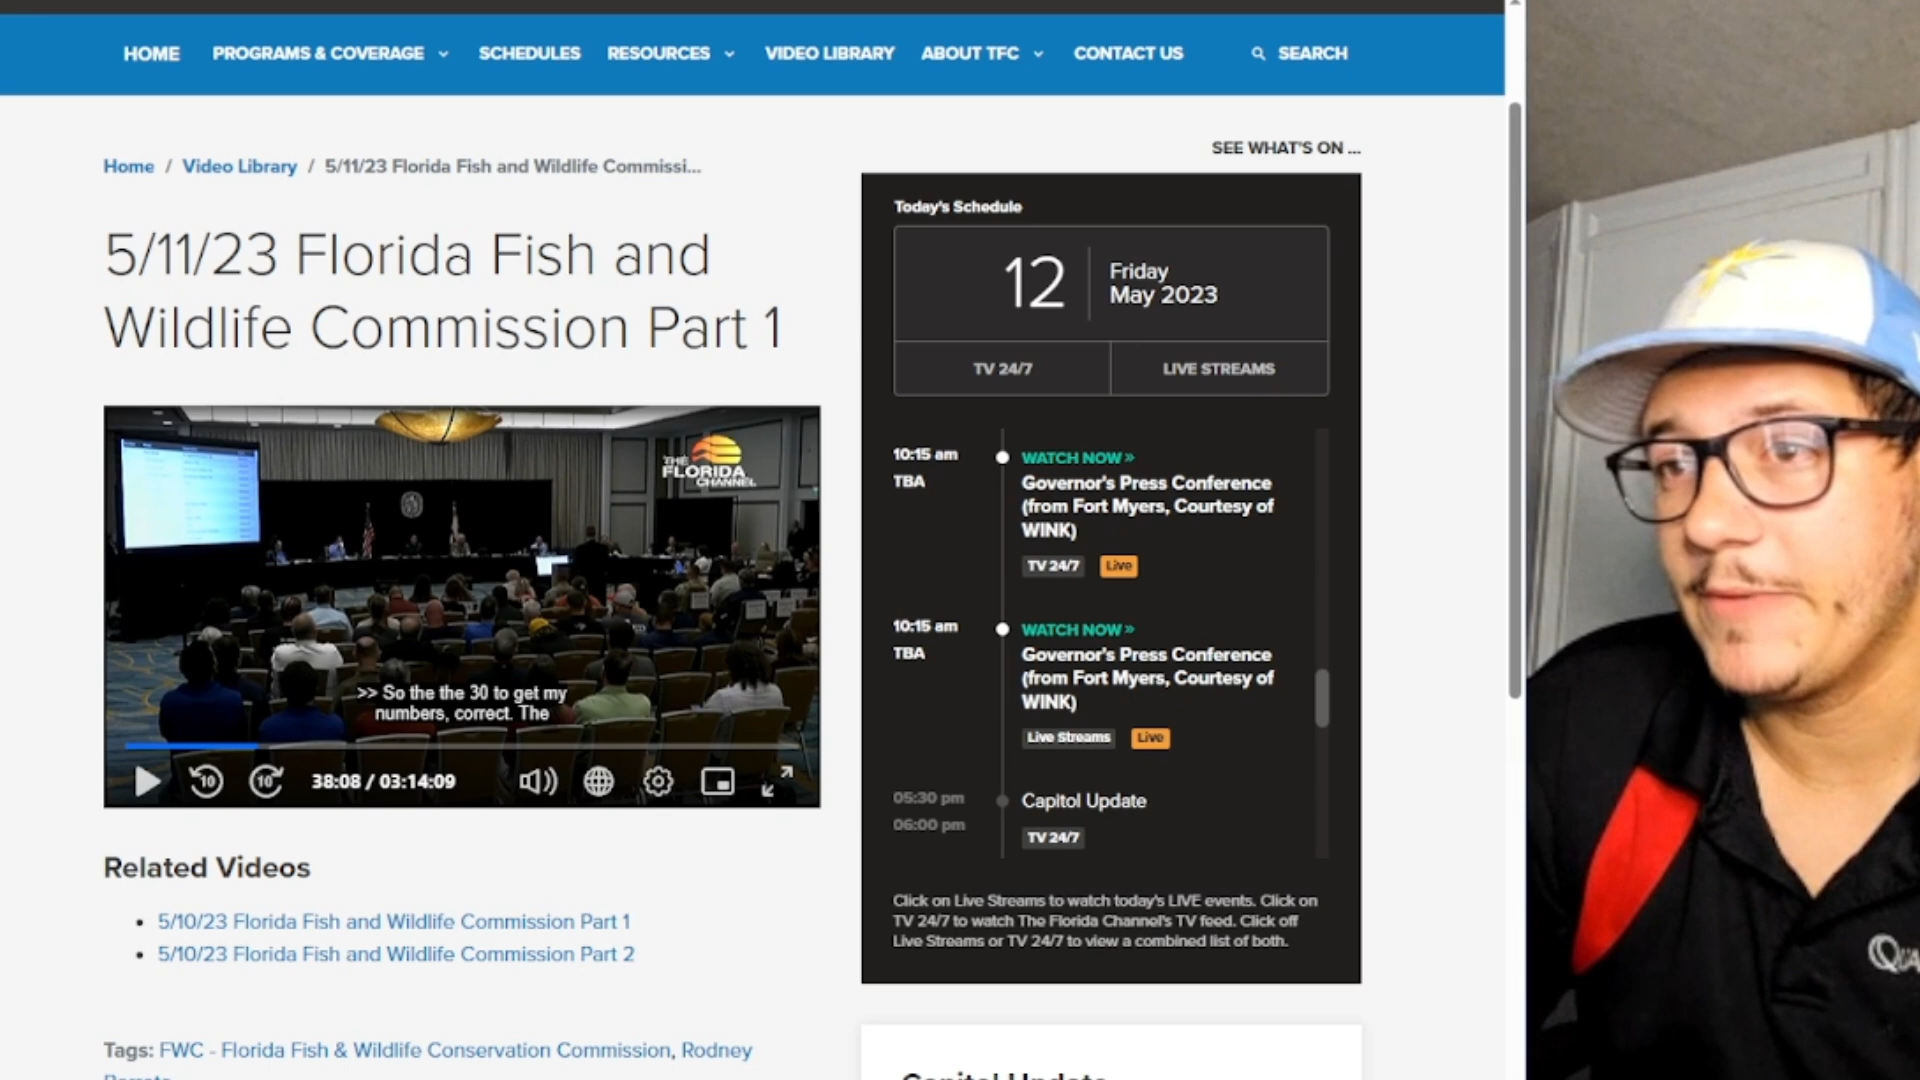 HOME PROGRAMS & COVERAGE SCHEDULES RESOURCES VIDEO LIBRARY ABOUT TFC CONTACT US SEARCH
Home / Video Library / 5/11/23 Florida Fish and Wildlife Commissi...
5/11/23 Florida Fish and
Wildlife Commission Part 1
THE
FLORIDA
CHANNEL
>> So the the 30 to get my
numbers, correct. The
10 10 38:08 / 03:14:09
Related Videos
5/10/23 Florida Fish and Wildlife Commission Part 1
5/10/23 Florida Fish and Wildlife Commission Part 2
Tags: FWC - Florida Fish & Wildlife Conservation Commission, Rodney
SEE WHAT'S ON ...
Today's Schedule
12 Friday
May 2023
TV 24/7 LIVE STREAMS
10:15 am WATCH NOW »
TBA Governor's Press Conference
(from Fort Myers, Courtesy of
WINK)
TV 24/7 Live
10:15 am WATCH NOW »
TBA Governor's Press Conference
(from Fort Myers, Courtesy of
WINK)
Live Streams Live
05:30 pm Capitol Update
06:00 pm TV 24/7
Click on Live Streams to watch today's LIVE events. Click on
TV 24/7 to watch The Florida Channel's TV feed. Click off
Live Streams or TV 24/7 to view a combined list of both.
Capitol Update